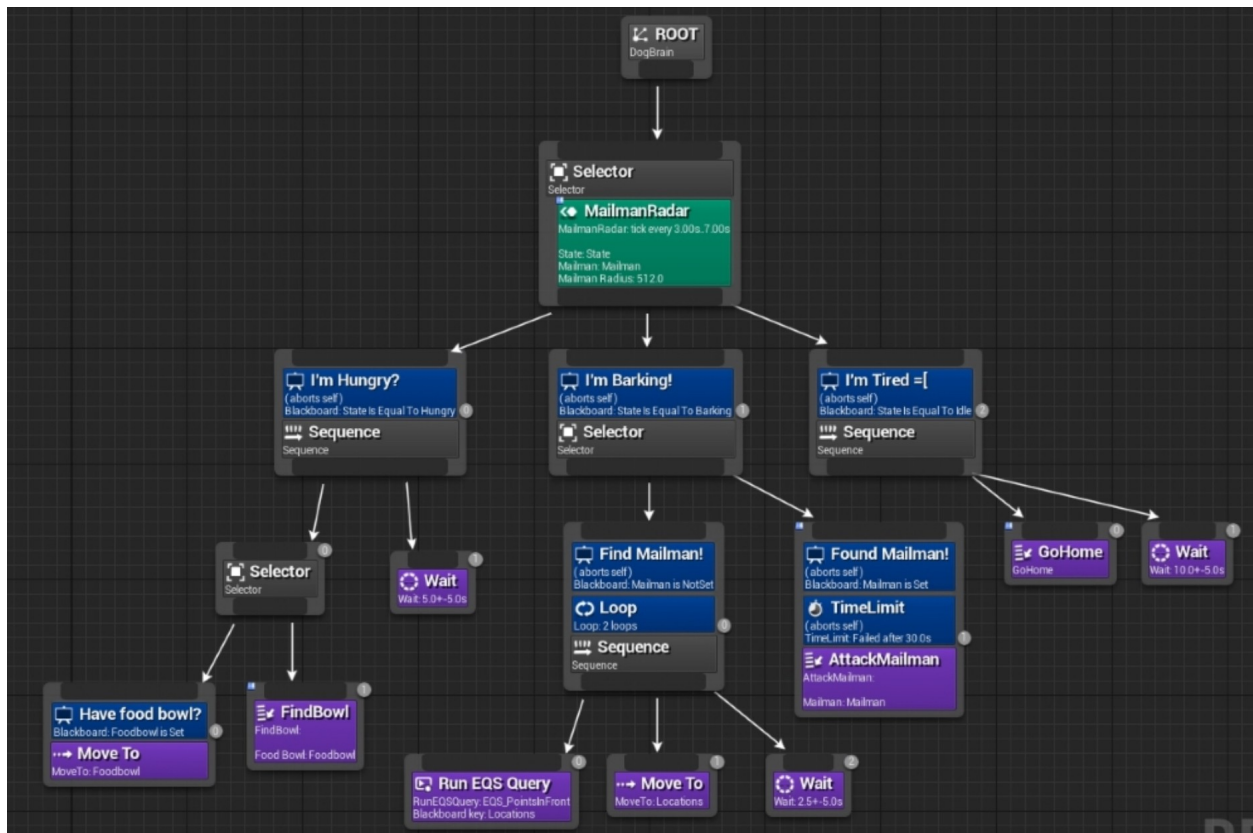 ROOT
DogBrain
Selector
Selector
MailmanRadar
MailmanRadar: tick every 3.00s..7.00s
State: State
Mailman: Mailman
Mailman Radius: 512.0
I'm Hungry?
(aborts self)
Blackboard: State Is Equal To Hungry
0
Sequence
Sequence
I'm Barking!
(aborts self)
Blackboard: State Is Equal To Barking
1
Selector
Selector
I'm Tired =[
(aborts self)
Blackboard: State Is Equal To Idle
2
Sequence
Sequence
0
Selector
Selector
1
Wait
Wait: 5.0+-5.0s
Find Mailman!
(aborts self)
Blackboard: Mailman is NotSet
Loop
Loop: 2 loops
0
Sequence
Sequence
Found Mailman!
(aborts self)
Blackboard: Mailman is Set
TimeLimit
(aborts self)
TimeLimit: Failed after 30.0s
1
AttackMailman
AttackMailman:
Mailman: Mailman
0
GoHome
GoHome
1
Wait
Wait: 10.0+-5.0s
Have food bowl?
Blackboard: Foodbowl is Set
0
Move To
MoveTo: Foodbowl
1
FindBowl
FindBowl:
Food Bowl: Foodbowl
0
Run EQS Query
RunEQSQuery: EQS_PointsInFront
Blackboard key: Locations
1
Move To
MoveTo: Locations
2
Wait
Wait: 2.5+-5.0s